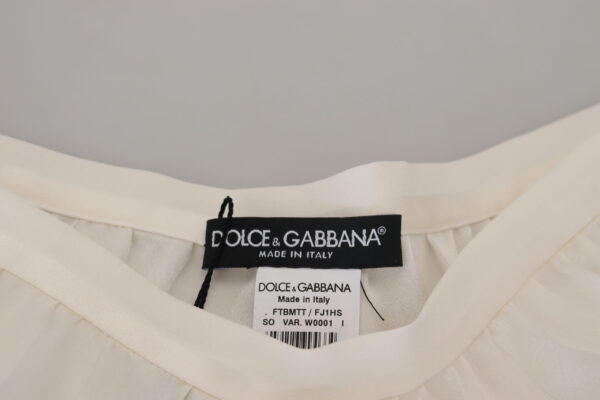 DOLCE & GABBANA®
MADE IN ITALY
DOLCE & GABBANA
Made in Italy
. FTBMTT / FJ1HS
SO VAR. W0001 I